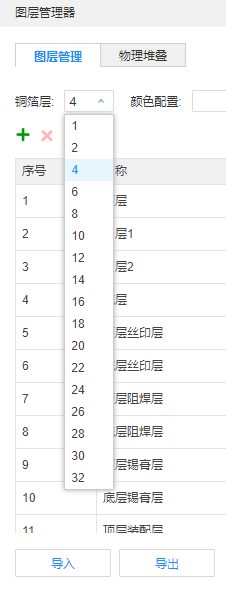 图层管理器
图层管理 物理堆叠
铜箔层: 4 颜色配置:
1
2
4
6
8
10
12
14
16
18
20
22
24
26
28
30
32
序号 称
1 层
2 层1
3 层2
4 层
5 层丝印层
6 层丝印层
7 层阻焊层
8 层阻焊层
9 层锡膏层
10 底层锡膏层
11 顶层装配层
导入 导出